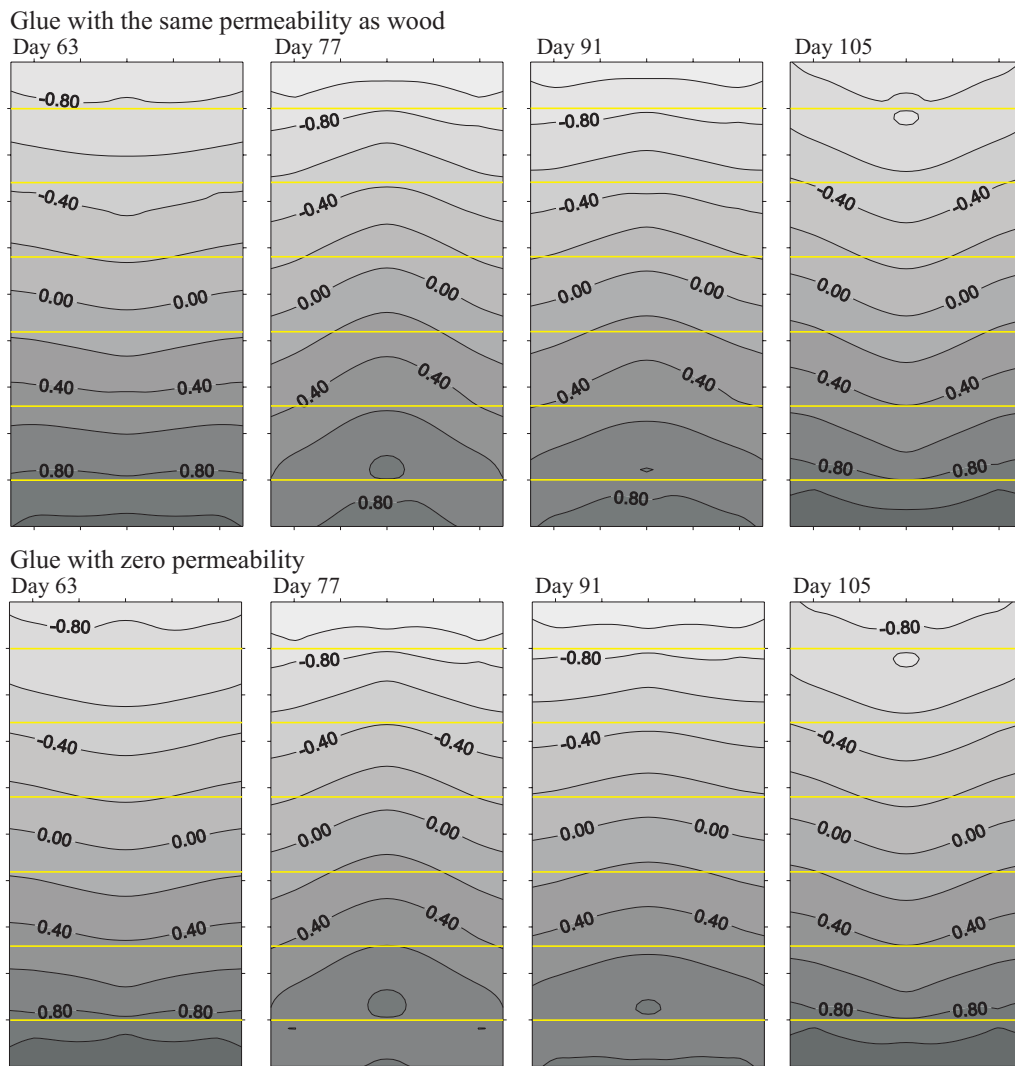 Glue with the same permeability as wood
Day 63 Day 77 Day 91 Day 105
-0.80 -0.80 -0.80
-0.40 -0.40 -0.40 -0.40 -0.40
0.00 0.00 0.00 0.00 0.00 0.00 0.00 0.00
0.40 0.40 0.40 0.40 0.40 0.40 0.40 0.40
0.80 0.80 0.80 0.80
0.80 0.80
Glue with zero permeability
Day 63 Day 77 Day 91 Day 105
-0.80 -0.80
-0.80 -0.80
-0.40 -0.40 -0.40 -0.40 -0.40
0.00 0.00 0.00 0.00 0.00 0.00 0.00 0.00
0.40 0.40 0.40 0.40 0.40 0.40 0.40 0.40
0.80 0.80 0.80 0.80